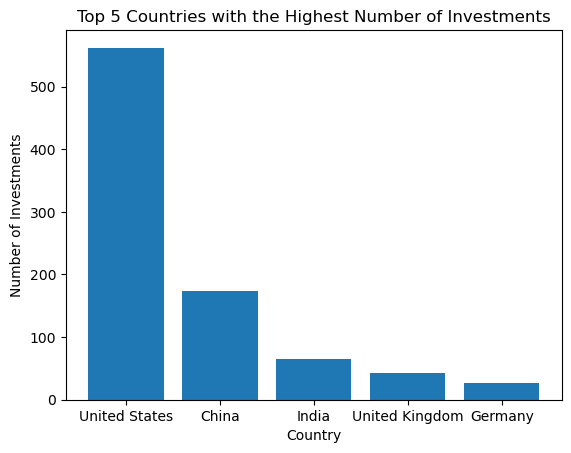 Top 5 Countries with the Highest Number of Investments
Number of Investments
500
400
300
200
100
0
United States
China
India
United Kingdom
Germany
Country